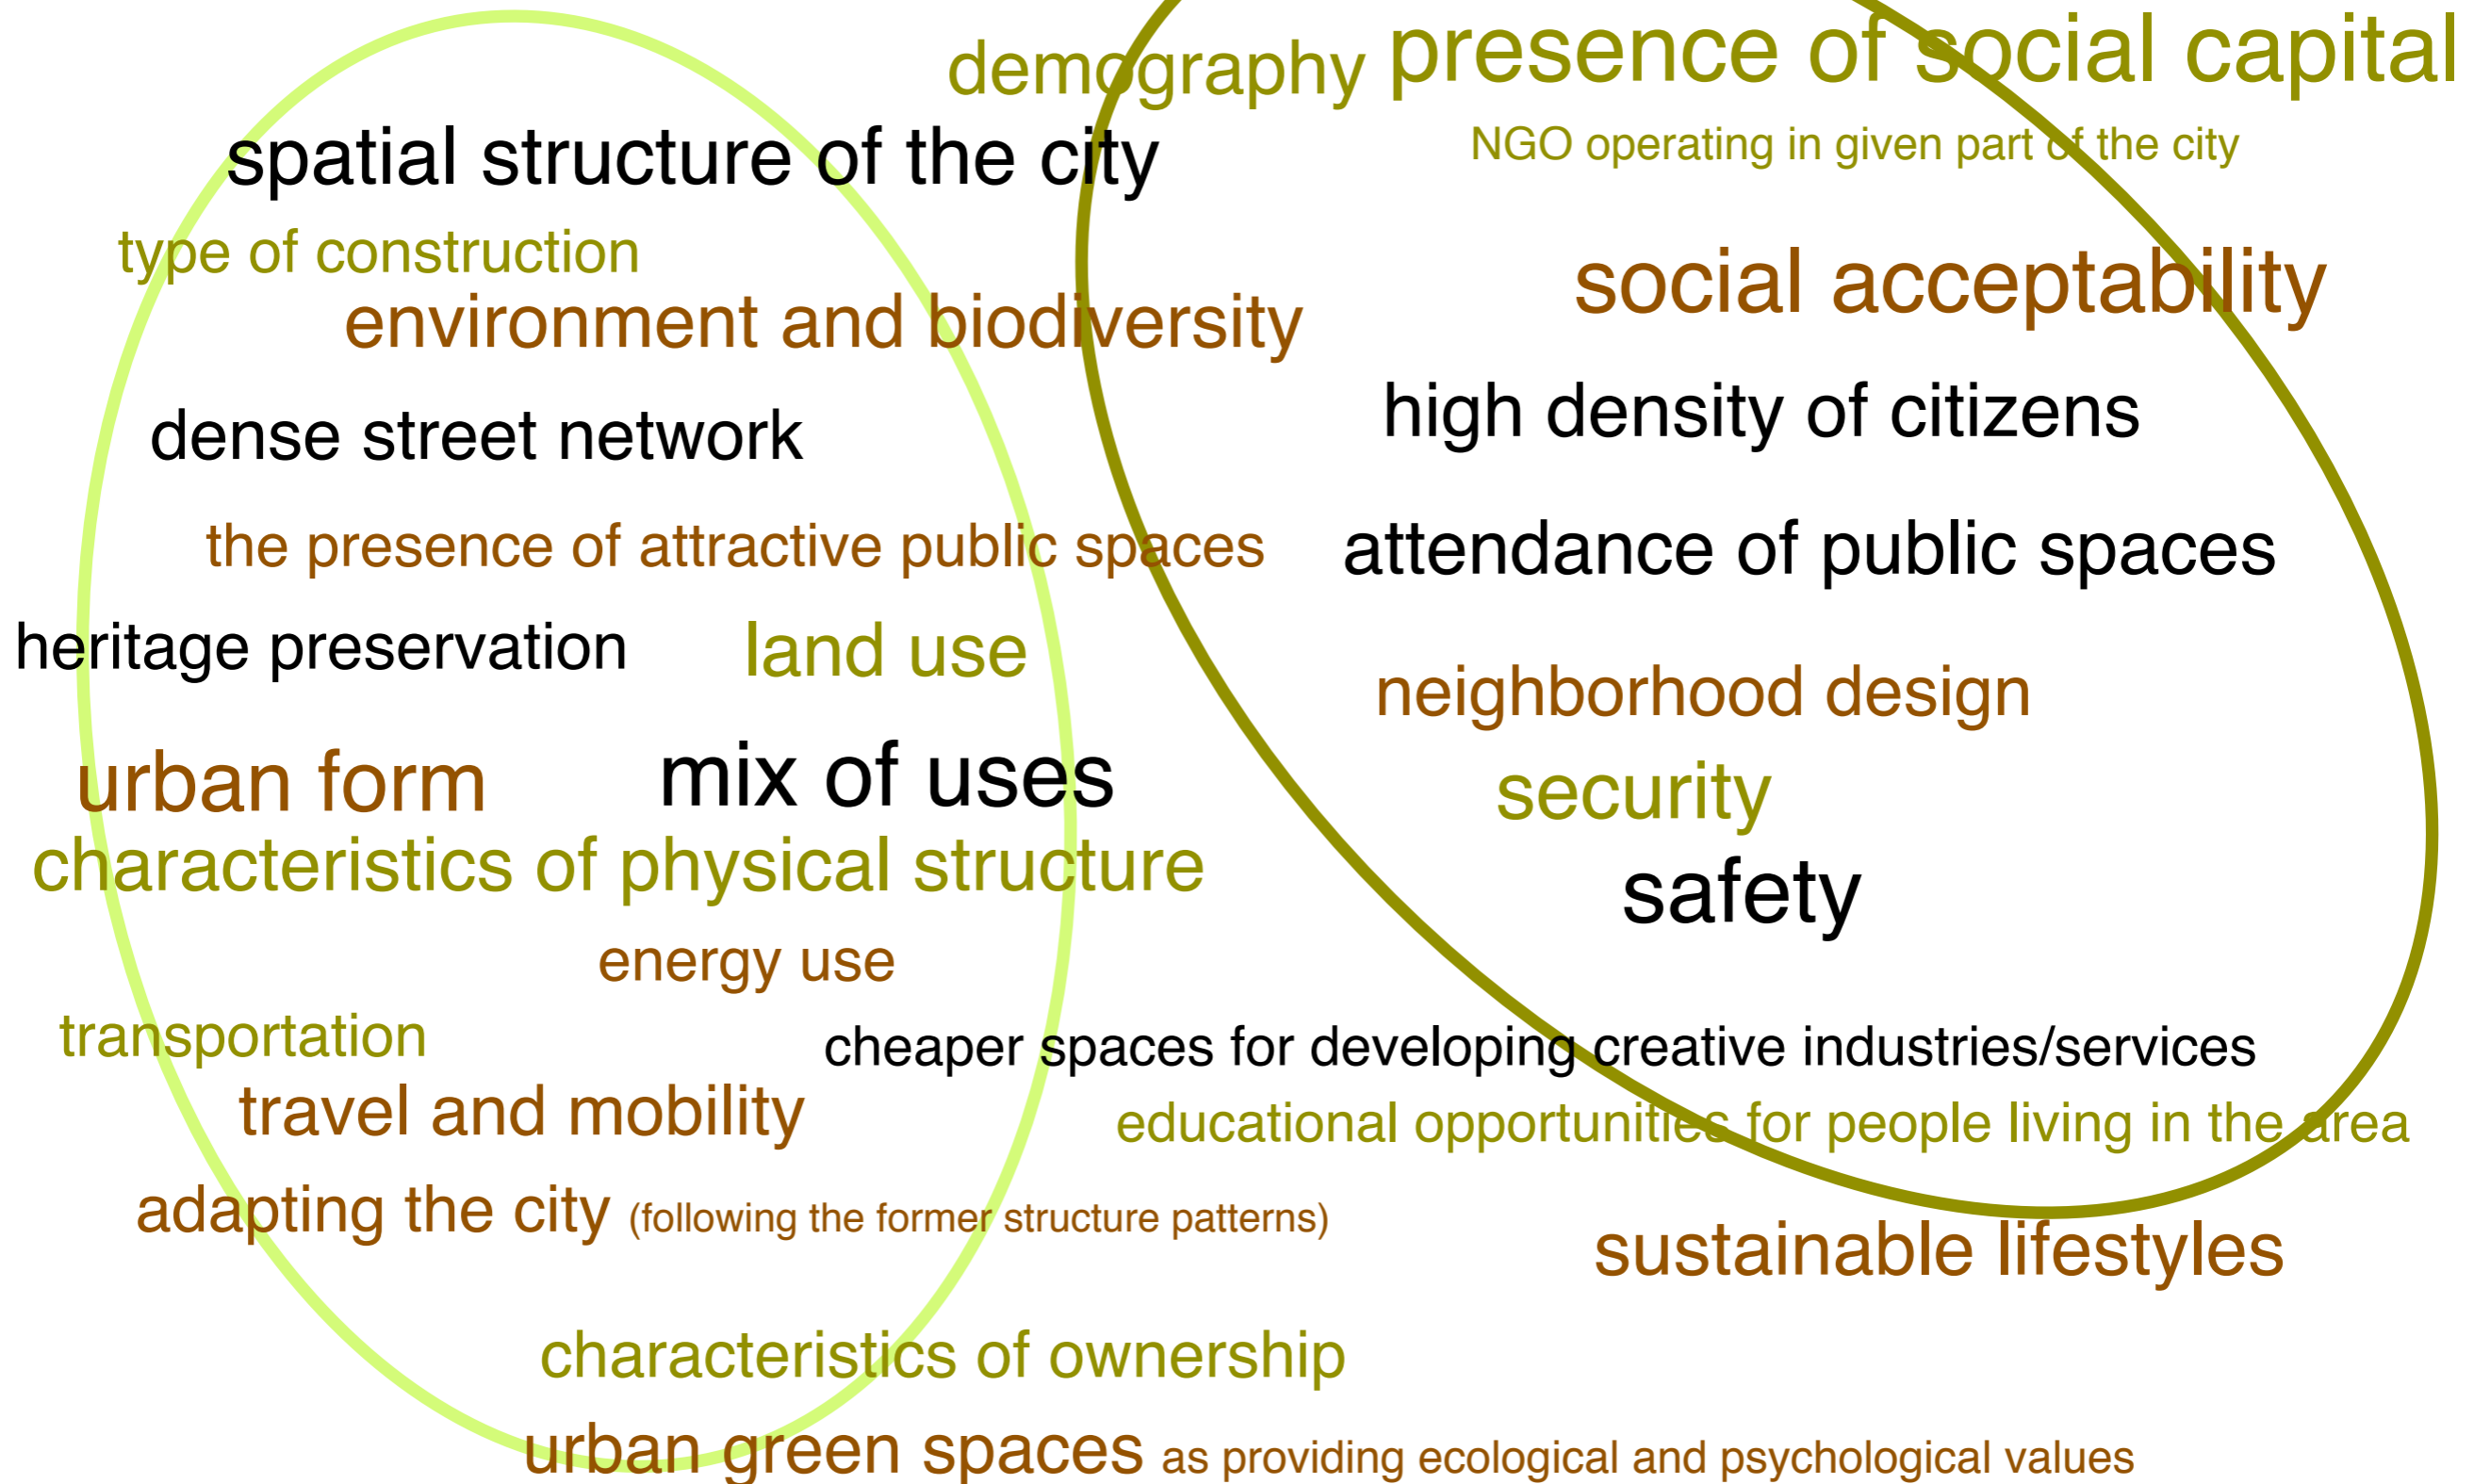 demography
presence of social capital
NGO operating in given part of the city
spatial structure of the city
type of construction
social acceptability
environment and biodiversity
high density of citizens
dense street network
the presence of attractive public spaces
attendance of public spaces
heritage preservation
land use
neighborhood design
urban form
mix of uses
security
characteristics of physical structure
safety
energy use
transportation
cheaper spaces for developing creative industries/services
travel and mobility
educational opportunities for people living in the area
adapting the city (following the former structure patterns)
sustainable lifestyles
characteristics of ownership
urban green spaces as providing ecological and psychological values